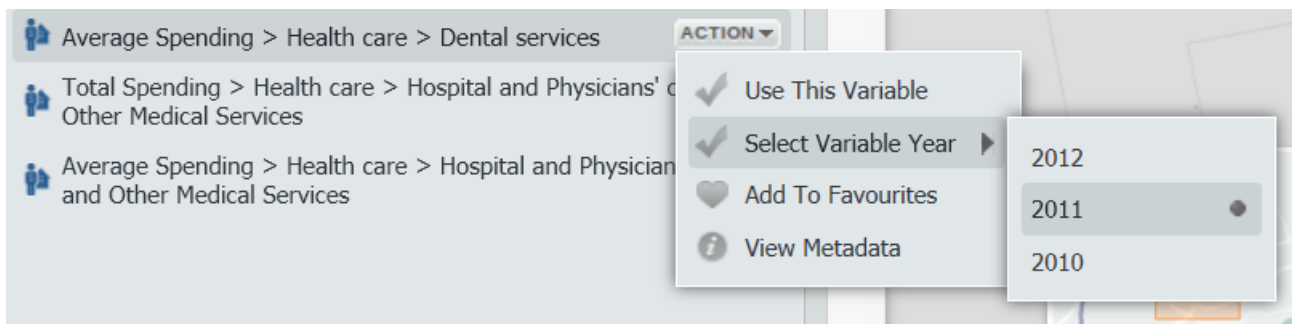 Average Spending > Health care > Dental services
ACTION
Total Spending > Health care > Hospital and Physicians'
Other Medical Services
Average Spending > Health care > Hospital and Physician
and Other Medical Services
Use This Variable
Select Variable Year
Add To Favourites
View Metadata
2012
2011
2010